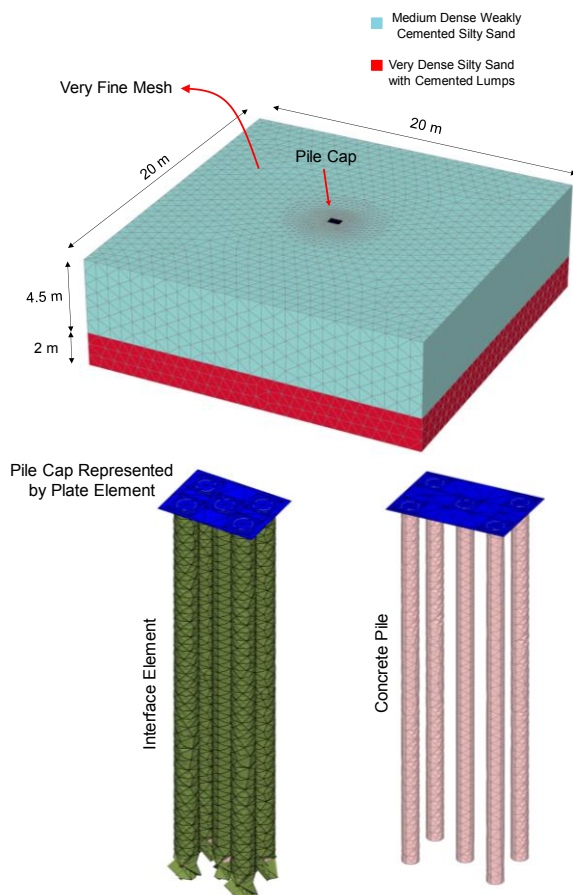 Medium Dense Weakly
Cemented Silty Sand
Very Dense Silty Sand
with Cemented Lumps
Very Fine Mesh
20 m
20 m
Pile Cap
4.5 m
2 m
Pile Cap Represented
by Plate Element
Interface Element
Concrete Pile